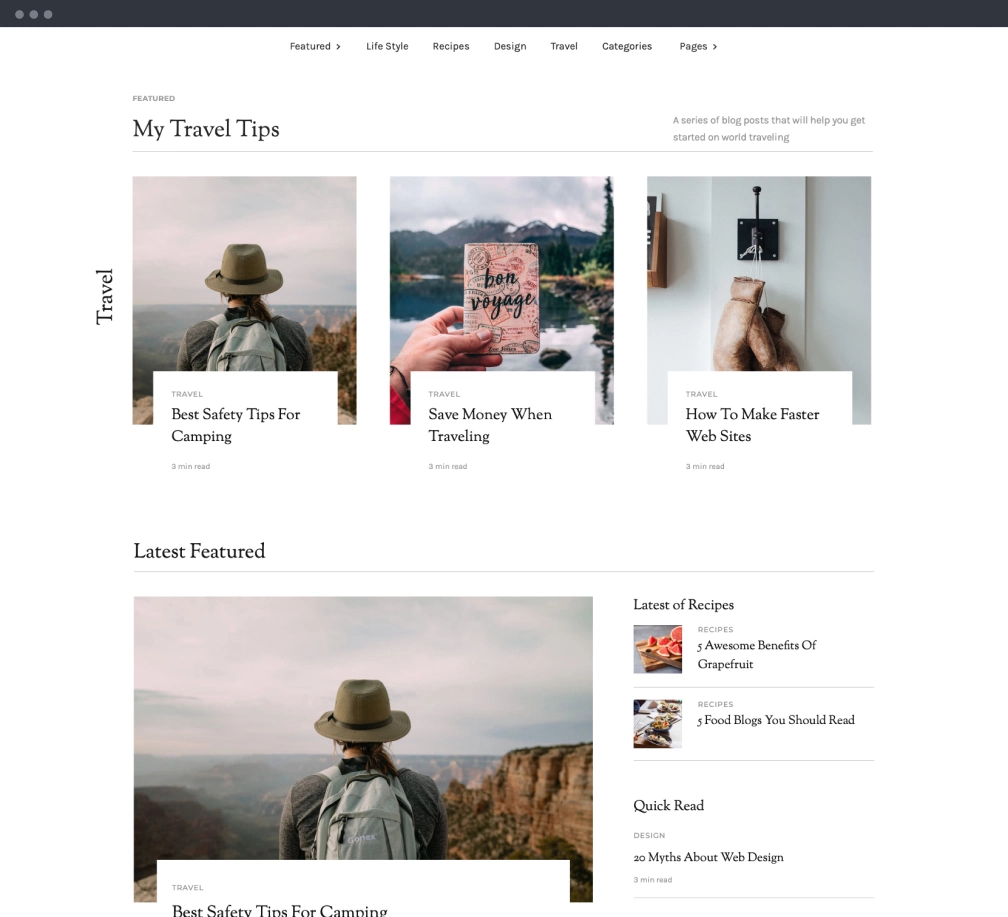 Featured
Life Style
Recipes
Design
Travel
Categories
Pages
FEATURED
My Travel Tips
A series of blog posts that will help you get
started on world traveling
Travel
bon
voyage
TRAVEL
Best Safety Tips For
Camping
3 min read
TRAVEL
Save Money When
Traveling
3 min read
TRAVEL
How To Make Faster
Web Sites
3 min read
Latest Featured
Gonex
TRAVEL
Best Safety Tips For Camping
Latest of Recipes
RECIPES
5 Awesome Benefits Of
Grapefruit
RECIPES
5 Food Blogs You Should Read
Quick Read
DESIGN
20 Myths About Web Design
3 min read